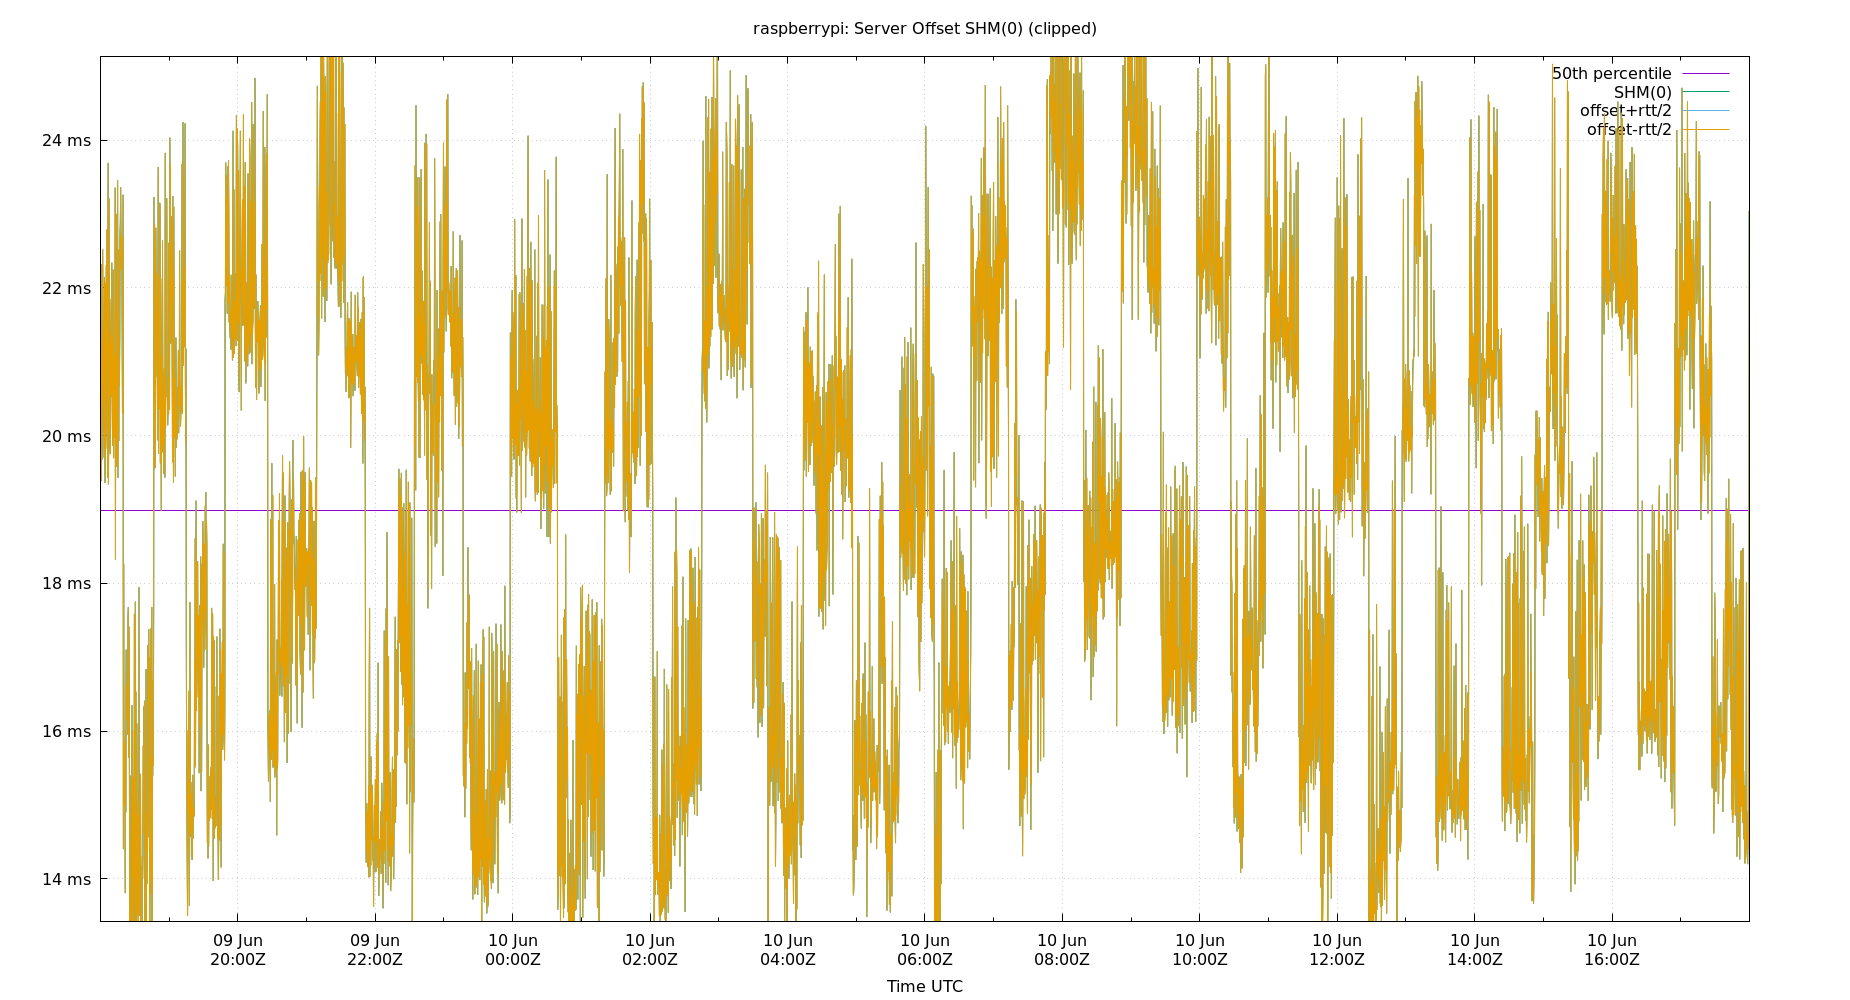 raspberrypi: Server Offset SHM(0) (clipped)
50th percentile
SHM(0)
offset+rtt/2
offset-rtt/2
24 ms
22 ms
20 ms
18 ms
16 ms
14 ms
09 Jun 09 Jun 10 Jun 10 Jun 10 Jun 10 Jun 10 Jun 10 Jun 10 Jun 10 Jun 10 Jun
20:00Z 22:00Z 00:00Z 02:00Z 04:00Z 06:00Z 08:00Z 10:00Z 12:00Z 14:00Z 16:00Z
Time UTC